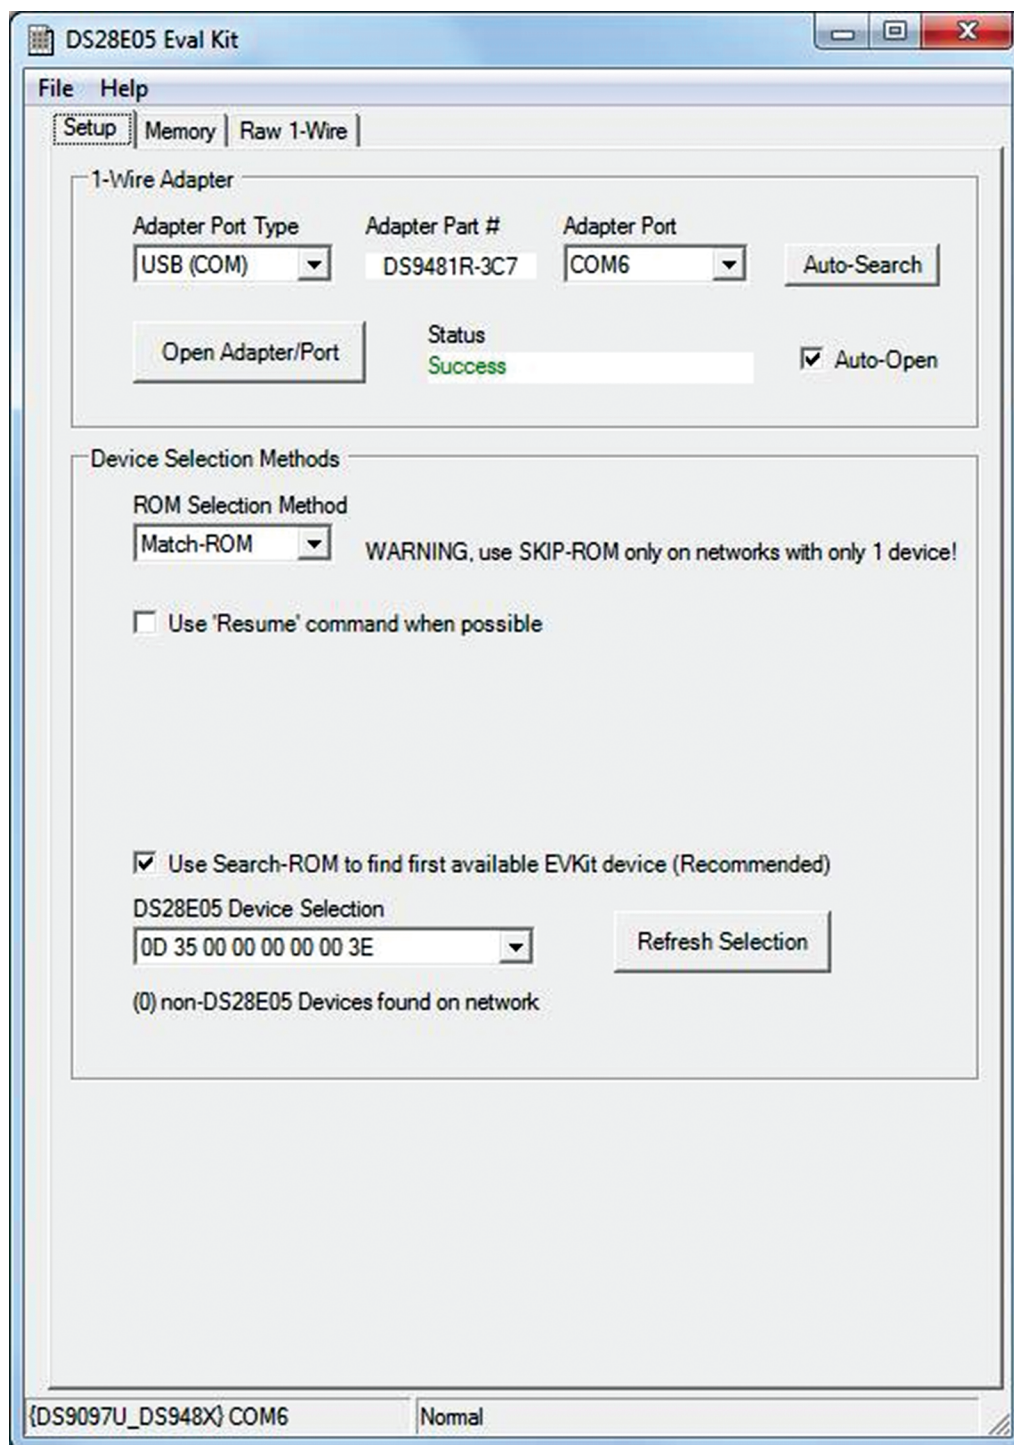 DS28E05 Eval Kit
File Help
Setup Memory Raw 1-Wire
1-Wire Adapter
Adapter Port Type Adapter Part # Adapter Port
USB (COM) DS9481R-3C7 COM6 Auto-Search
Open Adapter/Port
Status
Success
Auto-Open
Device Selection Methods
ROM Selection Method
Match-ROM
WARNING, use SKIP-ROM only on networks with only 1 device!
Use 'Resume' command when possible
Use Search-ROM to find first available EVKit device (Recommended)
DS28E05 Device Selection
0D 35 00 00 00 00 00 3E
Refresh Selection
(0) non-DS28E05 Devices found on network
{DS9097U_DS948X} COM6 Normal